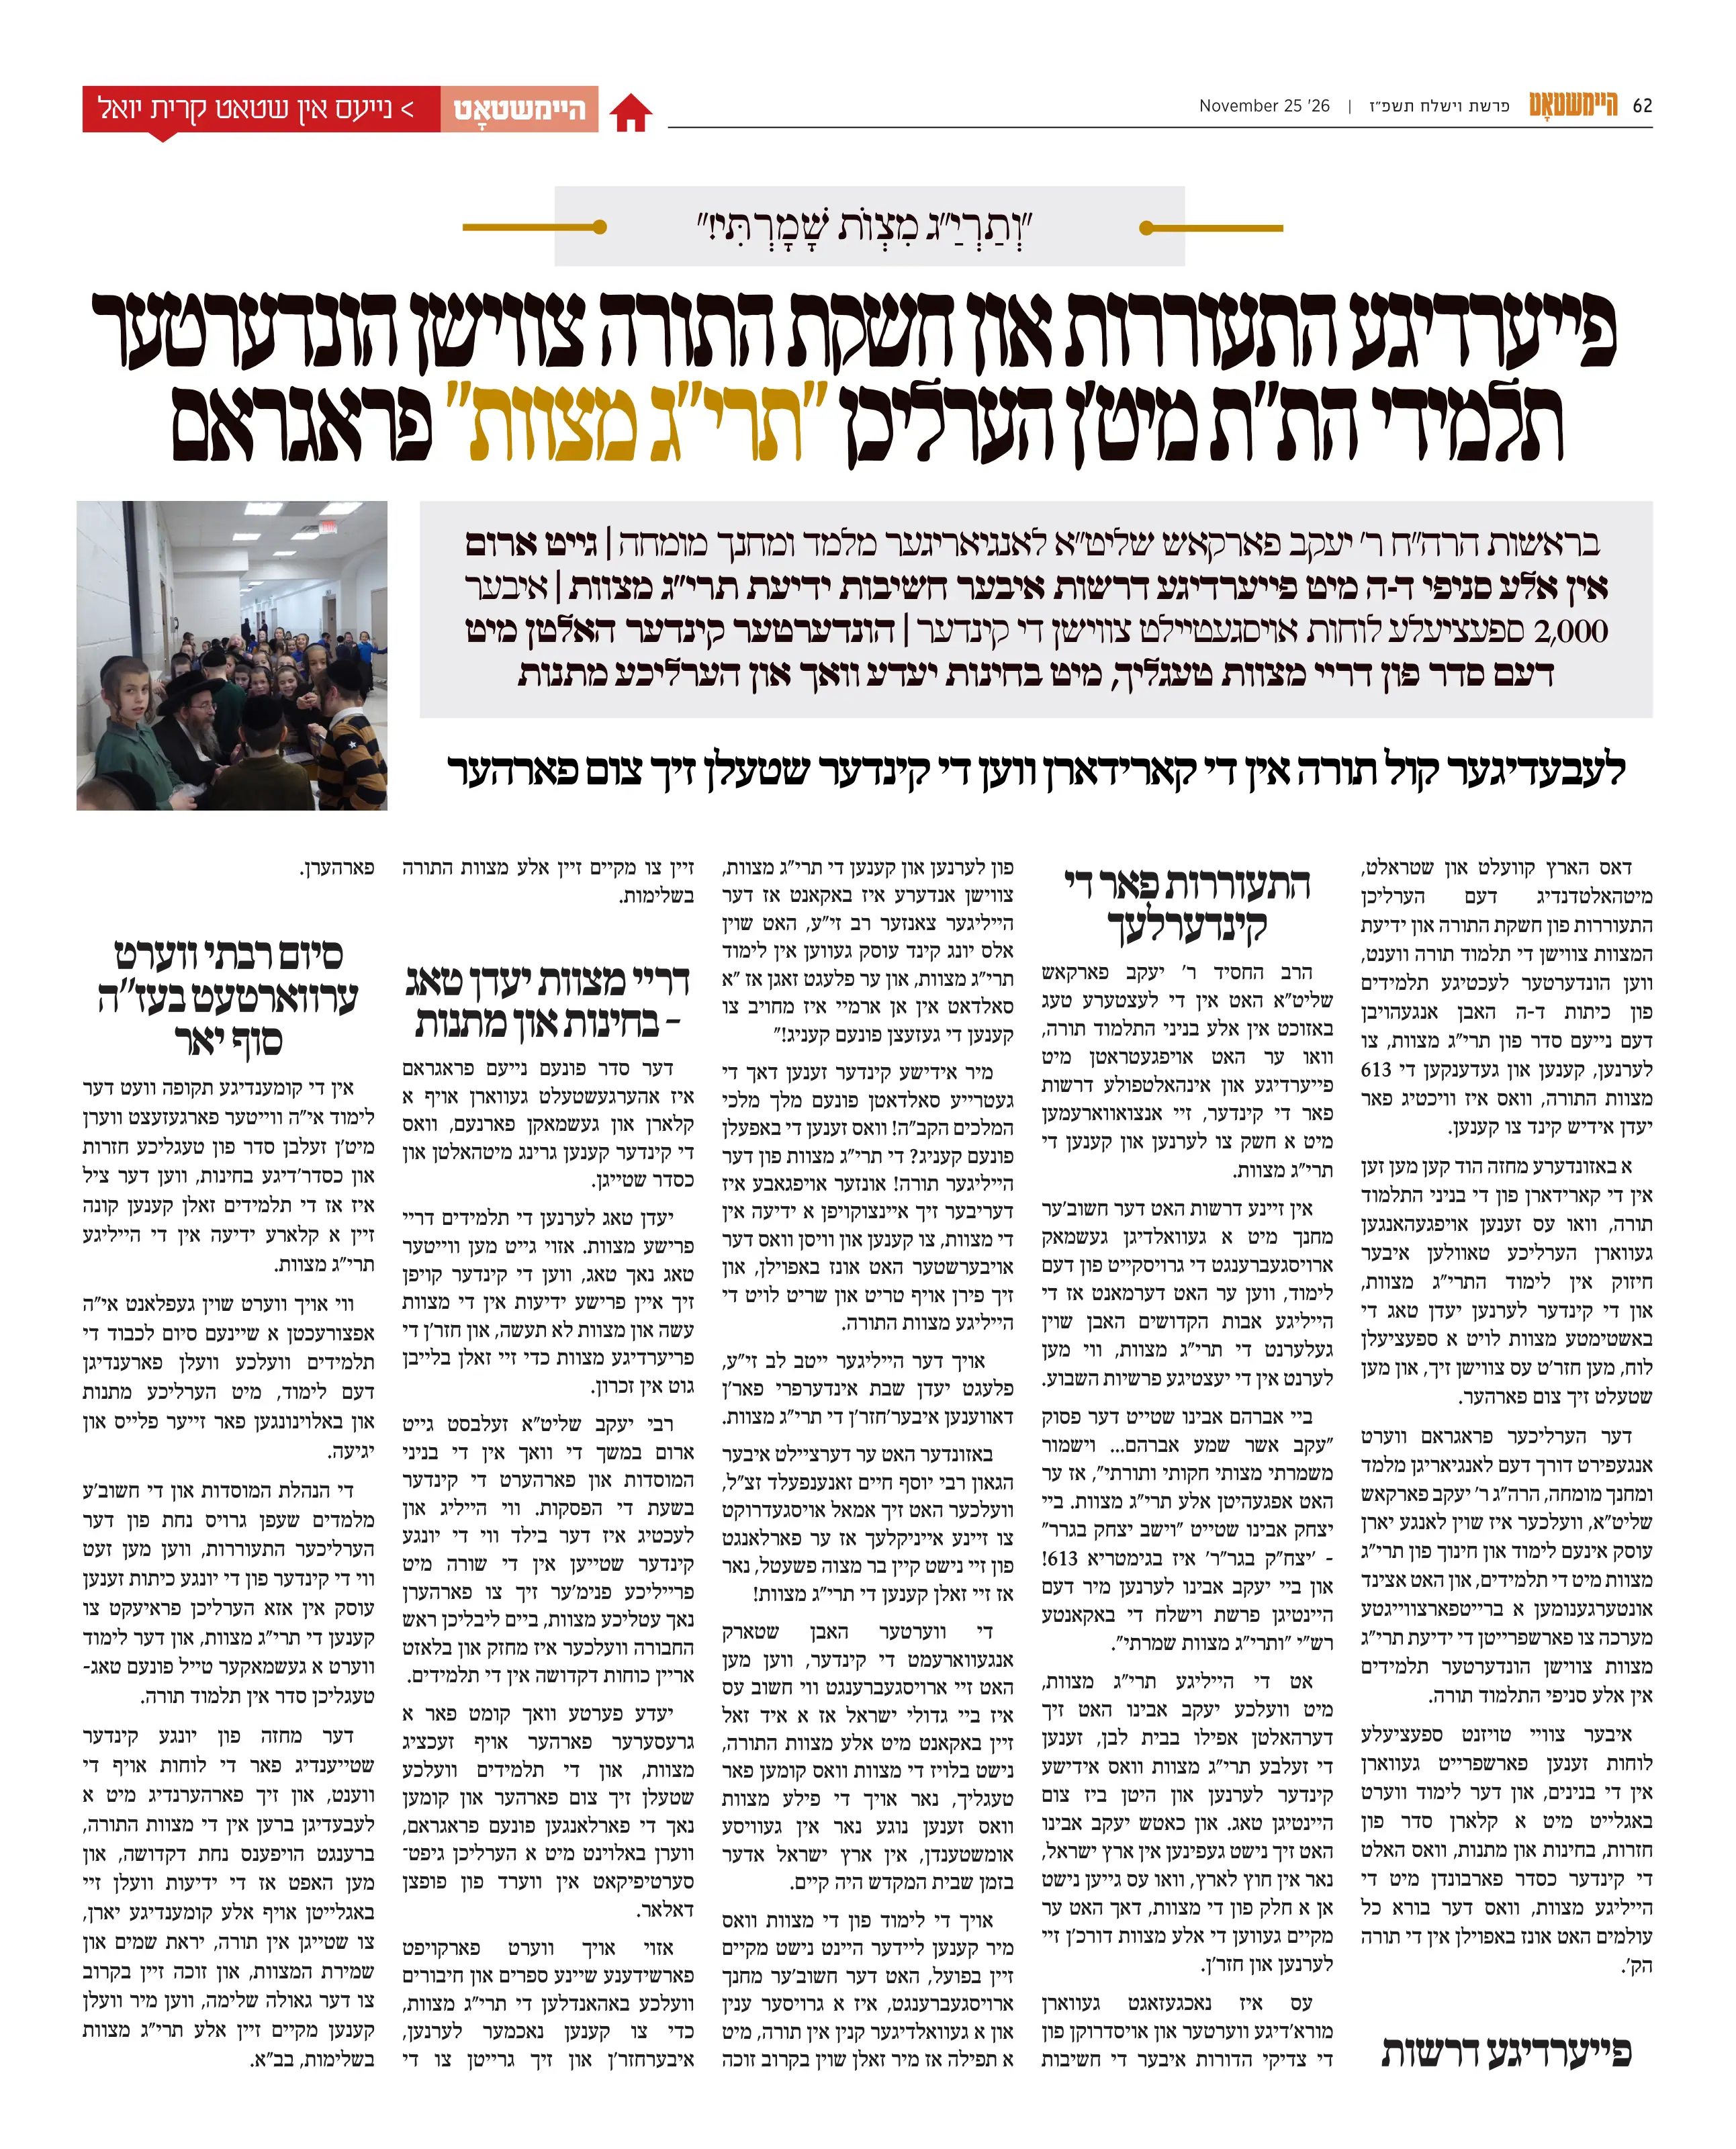 62 היימשטאָט פרשת וישלח תשפ"ז | November 25 '26
היימשטאָט > נייעס אין שטאט קרית יואל
"וְתַרְיַ"ג מִצְוֹת שָׁמָרְתִּי!"
פייערדיגע התעוררות און חשקת התורה צווישן הונדערטער
תלמידי הת"ת מיט'ן הערליכן "תרי"ג מצוות" פראגראם
בראשות הרה"ח ר' יעקב פארקאש שליט"א לאנגיאריגער מלמד ומחנך מומחה | גייט ארום
אין אלע סניפי ד-ה מיט פייערדיגע דרשות איבער חשיבות ידיעת תרי"ג מצוות | איבער
2,000 ספעציעלע לוחות אויסגעטיילט צווישן די קינדער | הונדערטער קינדער האלטן מיט
דעם סדר פון דריי מצוות טעגליך, מיט בחינות יעדע וואך און הערליכע מתנות
לעבעדיגער קול תורה אין די קארידארן ווען די קינדער שטעלן זיך צום פארהער
דאס הארץ קוועלט און שטראלט,
מיטהאלטדנדיג דעם הערליכן
התעוררות פון חשקת התורה און ידיעת
המצוות צווישן די תלמוד תורה ווענט,
ווען הונדערטער לעכטיגע תלמידים
פון כיתות ד-ה האבן אנגעהויבן
דעם נייעם סדר פון תרי"ג מצוות, צו
לערנען, קענען און געדענקען די 613
מצוות התורה, וואס איז וויכטיג פאר
יעדן אידיש קינד צו קענען.
א באזונדערע מחזה הוד קען מען זען
אין די קארידארן פון די בניני התלמוד
תורה, וואו עס זענען אויפגעהאנגען
געווארן הערליכע טאוולען איבער
חיזוק אין לימוד התרי"ג מצוות,
און די קינדער לערנען יעדן טאג די
באשטימטע מצוות לויט א ספעציעלן
לוח, מען חזר'ט עס צווישן זיך, און מען
שטעלט זיך צום פארהער.
דער הערליכער פראגראם ווערט
אנגעפירט דורך דעם לאנגיאריגן מלמד
ומחנך מומחה, הרה"ג ר' יעקב פארקאש
שליט"א, וועלכער איז שוין לאנגע יארן
עוסק אינעם לימוד און חינוך פון תרי"ג
מצוות מיט די תלמידים, און האט אצינד
אונטערגענומען א ברייטפארצווייגטע
מערכה צו פארשפרייטן די ידיעת תרי"ג
מצוות צווישן הונדערטער תלמידים
אין אלע סניפי התלמוד תורה.
איבער צוויי טויזנט ספעציעלע
לוחות זענען פארשפרייט געווארן
אין די בנינים, און דער לימוד ווערט
באגלייט מיט א קלארן סדר פון
חזרות, בחינות און מתנות, וואס האלט
די קינדער כסדר פארבונדן מיט די
הייליגע מצוות, וואס דער בורא כל
עולמים האט אונז באפוילן אין די תורה
הק'.
פייערדיגע דרשות
התעוררות פאר די
קינדערלעך
הרב החסיד ר' יעקב פארקאש
שליט"א האט אין די לעצטערע טעג
באזוכט אין אלע בניני התלמוד תורה,
וואו ער האט אויפגעטראטן מיט
פייערדיגע און אינהאלטפולע דרשות
פאר די קינדער, זיי אנצואווארעמען
מיט א חשק צו לערנען און קענען די
תרי"ג מצוות.
אין זיינע דרשות האט דער חשוב'ער
מחנך מיט א געוואלדיגן געשמאק
ארויסגעברענגט די גרויסקייט פון דעם
לימוד, ווען ער האט דערמאנט אז די
הייליגע אבות הקדושים האבן שוין
געלערנט די תרי"ג מצוות, ווי מען
לערנט אין די יעצטיגע פרשיות השבוע.
ביי אברהם אבינו שטייט דער פסוק
"עקב אשר שמע אברהם... וישמור
משמרתי מצותי חקותי ותורתי", אז ער
האט אפגעהיטן אלע תרי"ג מצוות. ביי
יצחק אבינו שטייט "וישב יצחק בגרר"
- 'יצח"ק בגר"ר' איז בגימטריא 613!
און ביי יעקב אבינו לערנען מיר דעם
היינטיגן פרשת וישלח די באקאנטע
רש"י "ותרי"ג מצוות שמרתי".
אט די הייליגע תרי"ג מצוות,
מיט וועלכע יעקב אבינו האט זיך
דערהאלטן אפילו בבית לבן, זענען
די זעלבע תרי"ג מצוות וואס אידישע
קינדער לערנען און היטן ביז צום
היינטיגן טאג. און כאטש יעקב אבינו
האט זיך נישט געפינען אין ארץ ישראל,
נאר אין חוץ לארץ, וואו עס גייען נישט
אן א חלק פון די מצוות, דאך האט ער
מקיים געווען די אלע מצוות דורכ'ן זיי
לערנען און חזר'ן.
עס איז נאכגעזאגט געווארן
מורא'דיגע ווערטער און אויסדרוקן פון
די צדיקי הדורות איבער די חשיבות
פון לערנען און קענען די תרי"ג מצוות,
צווישן אנדערע איז באקאנט אז דער
הייליגער צאנזער רב זי"ע, האט שוין
אלס יונג קינד עוסק געווען אין לימוד
תרי"ג מצוות, און ער פלעגט זאגן אז "א
סאלדאט אין אן ארמיי איז מחויב צו
קענען די געזעצן פונעם קעניג!"
מיר אידישע קינדער זענען דאך די
געטרייע סאלדאטן פונעם מלך מלכי
המלכים הקב"ה! וואס זענען די באפעלן
פונעם קעניג? די תרי"ג מצוות פון דער
הייליגער תורה! אונזער אויפגאבע איז
דעריבער זיך איינצוקויפן א ידיעה אין
די מצוות, צו קענען און וויסן וואס דער
אויבערשטער האט אונז באפוילן, און
זיך פירן אויף טריט און שריט לויט די
הייליגע מצוות התורה.
אויך דער הייליגער ייטב לב זי"ע,
פלעגט יעדן שבת אינדערפרי פאר'ן
דאווענען איבער'חזר'ן די תרי"ג מצוות.
באזונדער האט ער דערציילט איבער
הגאון רבי יוסף חיים זאנענפעלד זצ"ל,
וועלכער האט זיך אמאל אויסגעדרוקט
צו זיינע אייניקלעך אז ער פארלאנגט
פון זיי נישט קיין בר מצוה פשעטל, נאר
אז זיי זאלן קענען די תרי"ג מצוות!
די ווערטער האבן שטארק
אנגעווארעמט די קינדער, ווען מען
האט זיי ארויסגעברענגט ווי חשוב עס
איז ביי גדולי ישראל אז א איד זאל
זיין באקאנט מיט אלע מצוות התורה,
נישט בלויז די מצוות וואס קומען פאר
טעגליך, נאר אויך די פילע מצוות
וואס זענען נוגע נאר אין געוויסע
אומשטענדן, אין ארץ ישראל אדער
בזמן שבית המקדש היה קיים.
אויך די לימוד פון די מצוות וואס
מיר קענען ליידער היינט נישט מקיים
זיין בפועל, האט דער חשוב'ער מחנך
ארויסגעברענגט, איז א גרויסער ענין
און א געוואלדיגער קנין אין תורה, מיט
א תפילה אז מיר זאלן שוין בקרוב זוכה
זיין צו מקיים זיין אלע מצוות התורה
בשלימות.
דריי מצוות יעדן טאג
– בחינות און מתנות
דער סדר פונעם נייעם פראגראם
איז אהערגעשטעלט געווארן אויף א
קלארן און געשמאקן פארנעם, וואס
די קינדער קענען גרינג מיטהאלטן און
כסדר שטייגן.
יעדן טאג לערנען די תלמידים דריי
פרישע מצוות. אזוי גייט מען ווייטער
טאג נאך טאג, ווען די קינדער קויפן
זיך איין פרישע ידיעות אין די מצוות
עשה און מצוות לא תעשה, און חזר'ן די
פריערדיגע מצוות כדי זיי זאלן בלייבן
גוט אין זכרון.
רבי יעקב שליט"א זעלבסט גייט
ארום במשך די וואך אין די בניני
המוסדות און פארהערט די קינדער
בשעת די הפסקות. ווי הייליג און
לעכטיג איז דער בילד ווי די יונגע
קינדער שטייען אין די שורה מיט
פרייליכע פנימ'ער זיך צו פארהערן
נאך עטליכע מצוות, ביים ליבליכן ראש
החבורה וועלכער איז מחזק און בלאזט
אריין כוחות דקדושה אין די תלמידים.
יעדע פערטע וואך קומט פאר א
גרעסערער פארהער אויף זעכציג
מצוות, און די תלמידים וועלכע
שטעלן זיך צום פארהער און קומען
נאך די פארלאנגען פונעם פראגראם,
ווערן באלוינט מיט א הערליכן גיפט־
סערטיפיקאט אין ווערד פון פופצן
דאלאר.
אזוי אויך ווערט פארקויפט
פארשידענע שיינע ספרים און חיבורים
וועלכע באהאנדלען די תרי"ג מצוות,
כדי צו קענען נאכמער לערנען,
איבערחזר'ן און זיך גרייטן צו די
פארהערן.
סיום רבתי ווערט
ערווארטעט בעז"ה
סוף יאר
אין די קומענדיגע תקופה וועט דער
לימוד אי"ה ווייטער פארגעזעצט ווערן
מיט'ן זעלבן סדר פון טעגליכע חזרות
און כסדר'דיגע בחינות, ווען דער ציל
איז אז די תלמידים זאלן קענען קונה
זיין א קלארע ידיעה אין די הייליגע
תרי"ג מצוות.
ווי אויך ווערט שוין געפלאנט אי"ה
אפצורעכטן א שיינעם סיום לכבוד די
תלמידים וועלכע וועלן פארענדיגן
דעם לימוד, מיט הערליכע מתנות
און באלוינונגען פאר זייער פלייס און
יגיעה.
די הנהלת המוסדות און די חשוב'ע
מלמדים שעפן גרויס נחת פון דער
הערליכער התעוררות, ווען מען זעט
ווי די קינדער פון די יונגע כיתות זענען
עוסק אין אזא הערליכן פראיעקט צו
קענען די תרי"ג מצוות, און דער לימוד
ווערט א געשמאקער טייל פונעם טאג-
טעגליכן סדר אין תלמוד תורה.
דער מחזה פון יונגע קינדער
שטייענדיג פאר די לוחות אויף די
ווענט, און זיך פארהערנדיג מיט א
לעבעדיגן ברען אין די מצוות התורה,
ברענגט הויפענס נחת דקדושה, און
מען האפט אז די ידיעות וועלן זיי
באגלייטן אויף אלע קומענדיגע יארן,
צו שטייגן אין תורה, יראת שמים און
שמירת המצוות, און זוכה זיין בקרוב
צו דער גאולה שלימה, ווען מיר וועלן
קענען מקיים זיין אלע תרי"ג מצוות
בשלימות, בב"א.